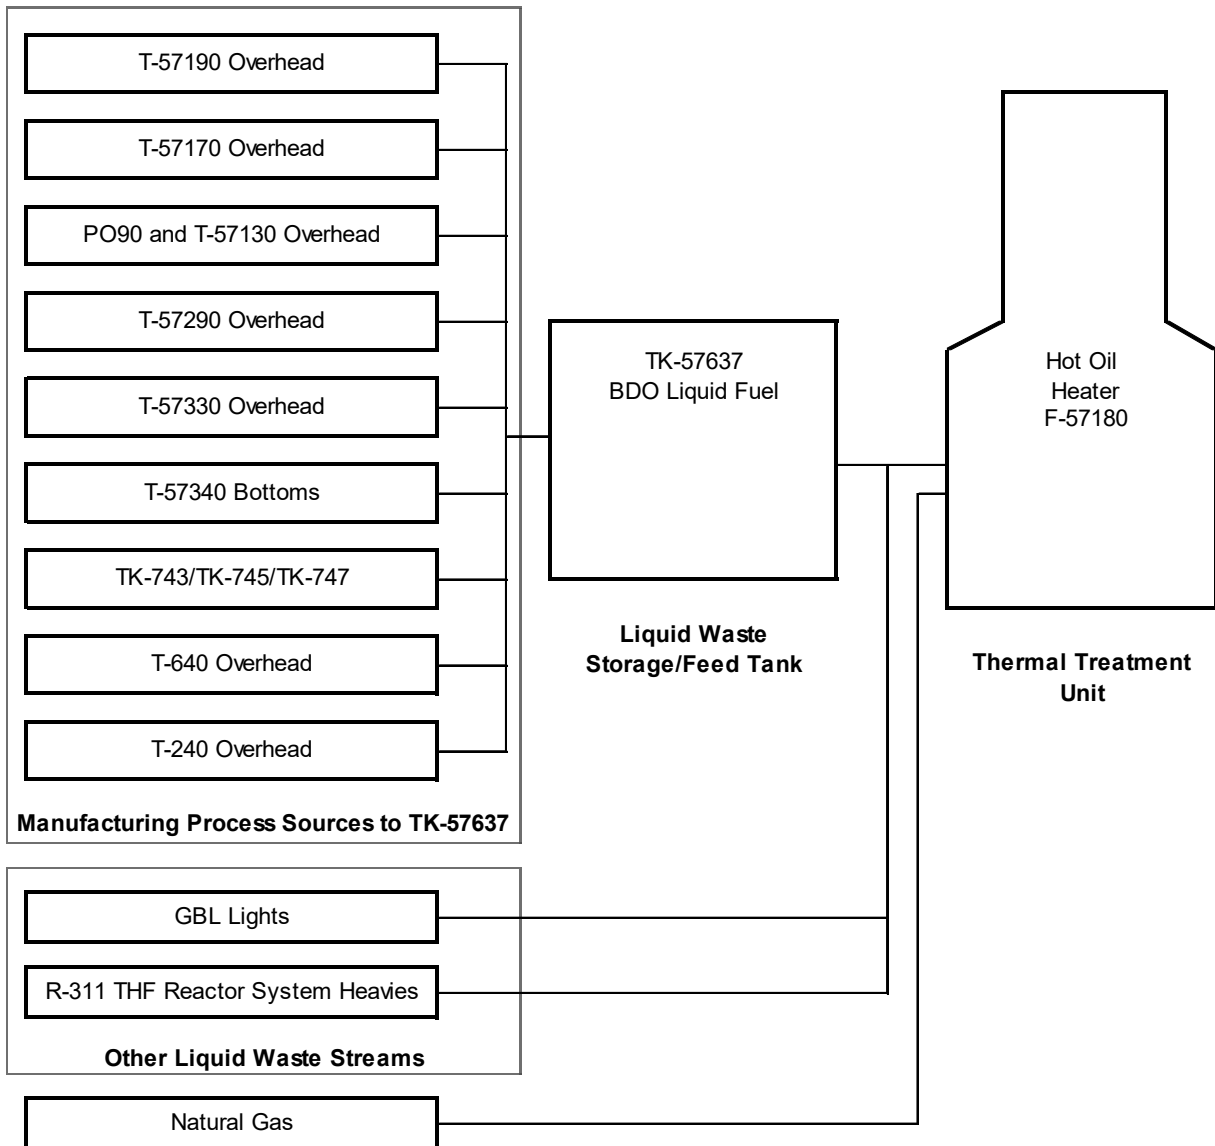 T-57190 Overhead
T-57170 Overhead
PO90 and T-57130 Overhead
T-57290 Overhead
T-57330 Overhead
T-57340 Bottoms
TK-743/TK-745/TK-747
T-640 Overhead
T-240 Overhead
Manufacturing Process Sources to TK-57637
TK-57637
BDO Liquid Fuel
Liquid Waste
Storage/Feed Tank
Hot Oil
Heater
F-57180
Thermal Treatment
Unit
GBL Lights
R-311 THF Reactor System Heavies
Other Liquid Waste Streams
Natural Gas